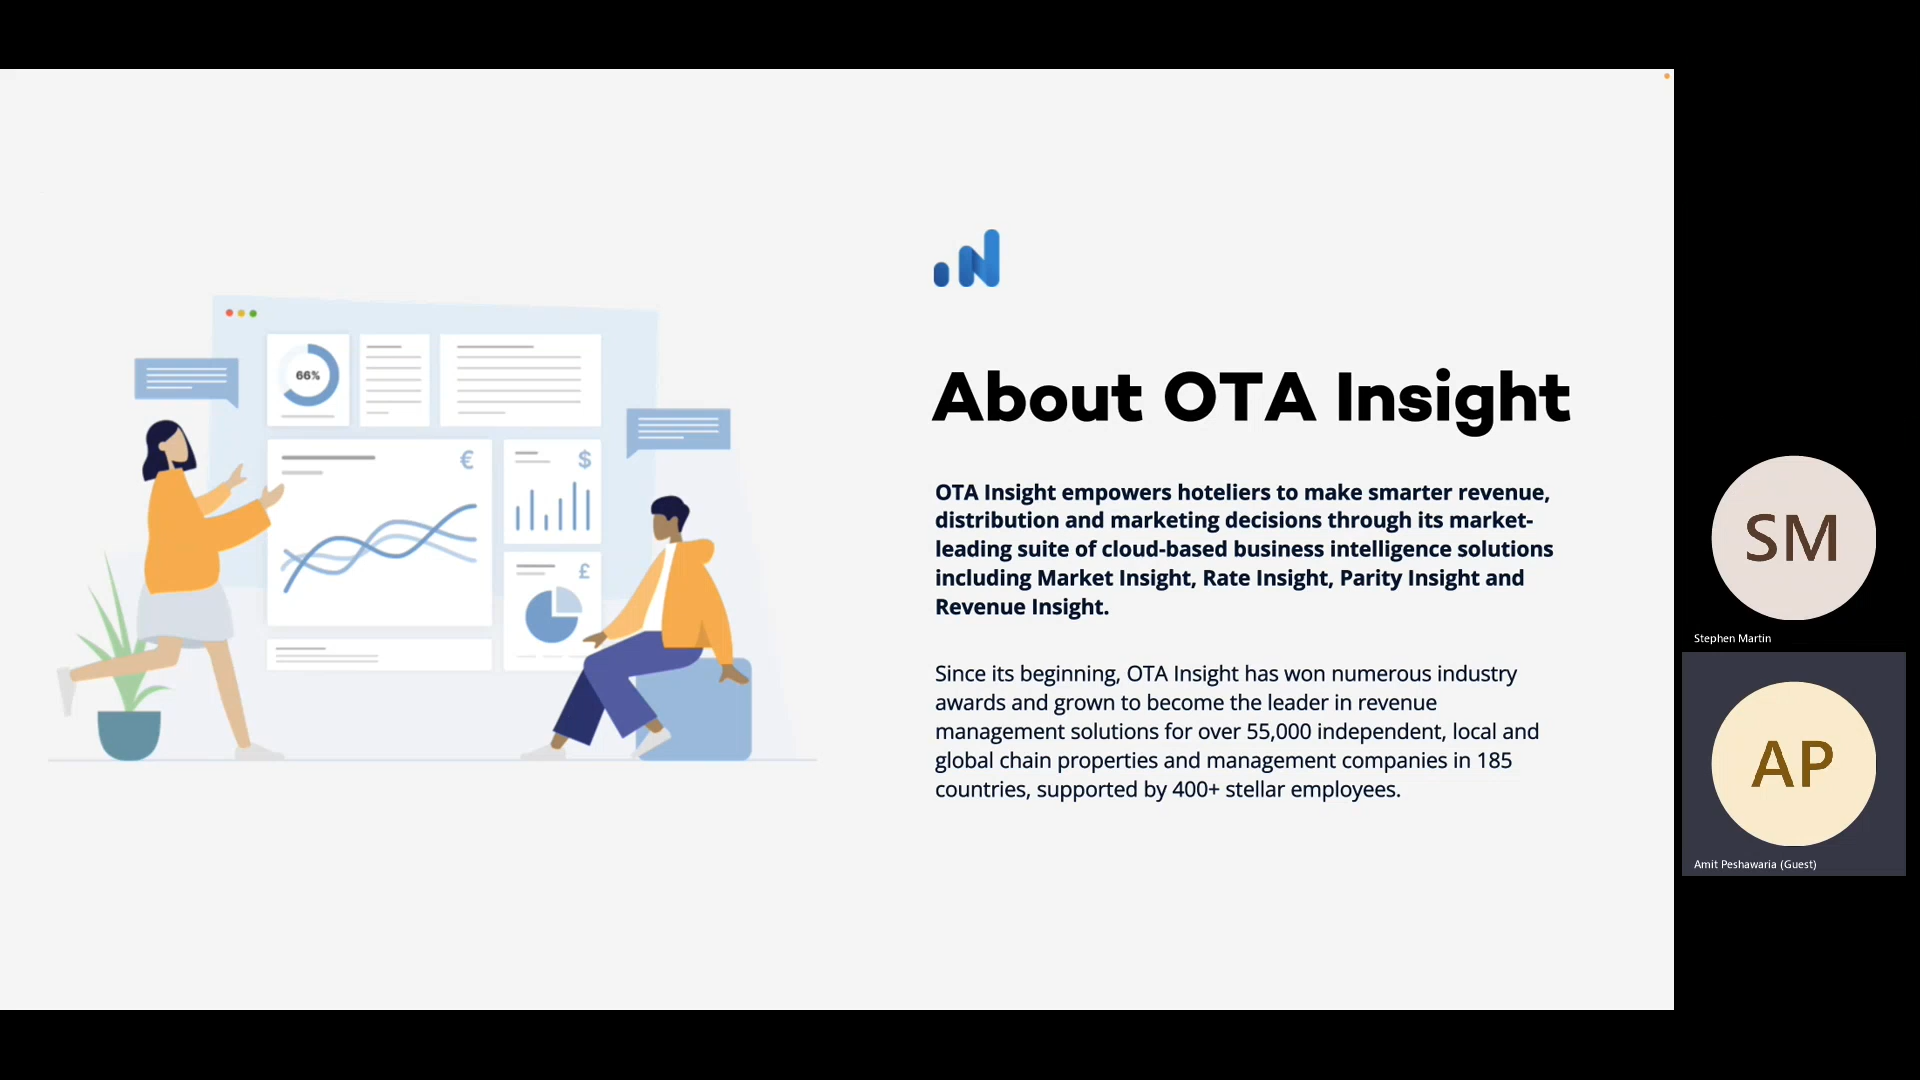 66%
€
$
£
About OTA Insight
OTA Insight empowers hoteliers to make smarter revenue,
distribution and marketing decisions through its market-
leading suite of cloud-based business intelligence solutions
including Market Insight, Rate Insight, Parity Insight and
Revenue Insight.
Since its beginning, OTA Insight has won numerous industry
awards and grown to become the leader in revenue
management solutions for over 55,000 independent, local and
global chain properties and management companies in 185
countries, supported by 400+ stellar employees.
SM
Stephen Martin
AP
Amit Peshawaria (Guest)